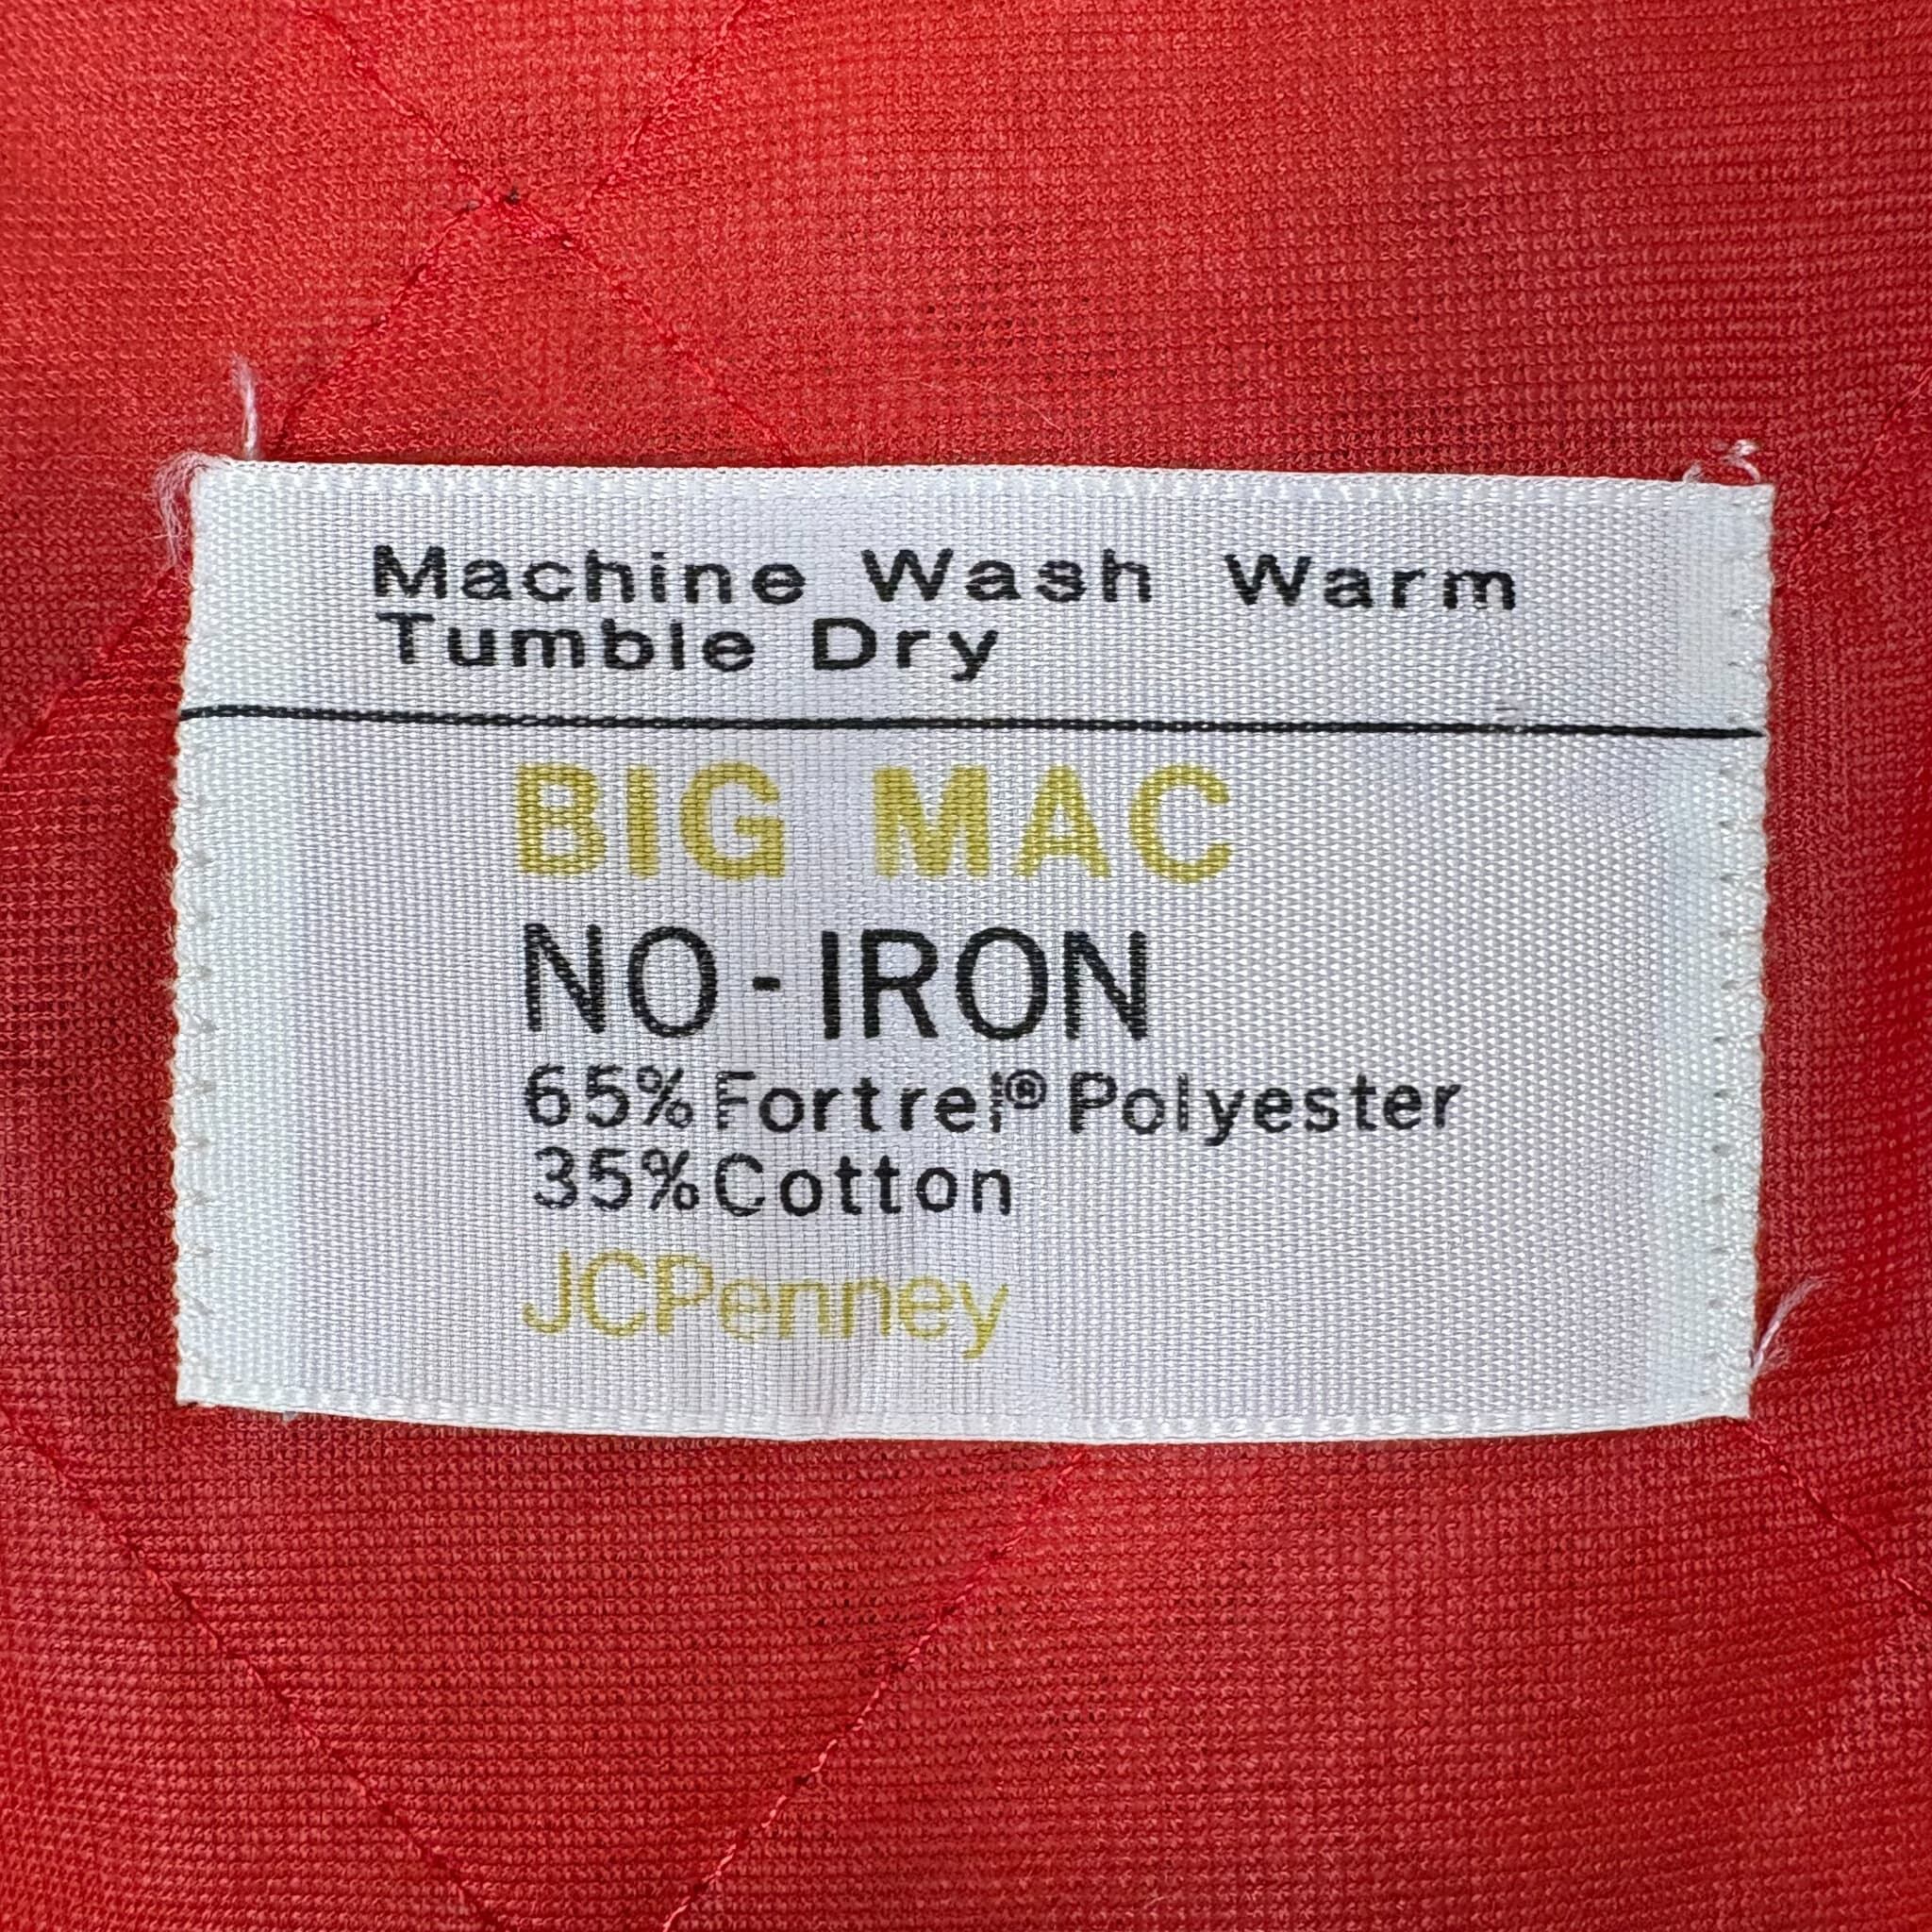 Machine Wash Warm
Tumble Dry
BIG MAC
NO-IRON
65% Fortrel® Polyester
35% Cotton
JCPenney